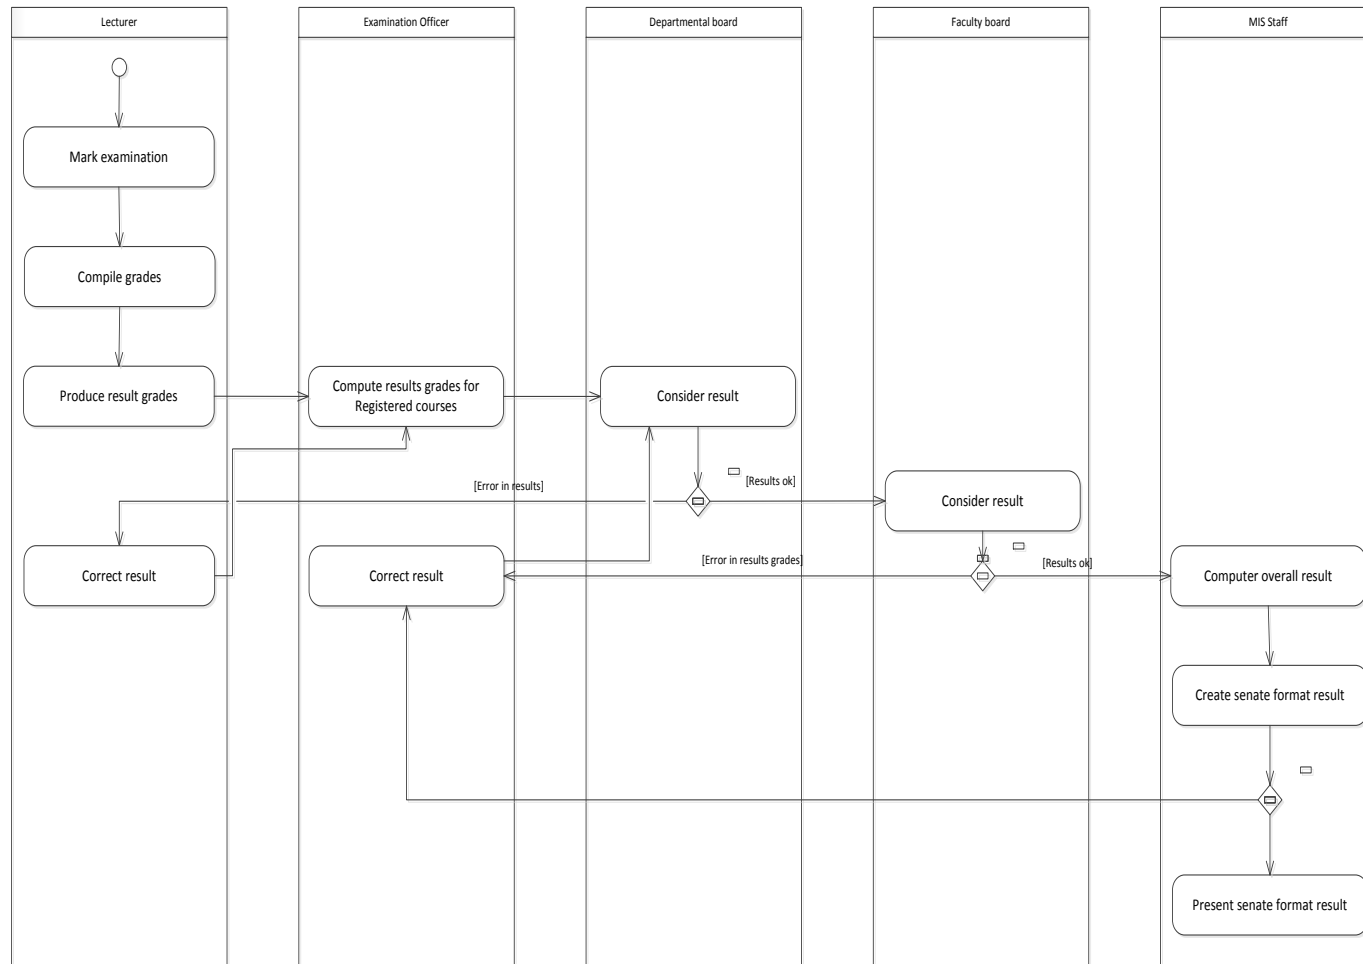 Lecturer
Examination Officer
Departmental board
Faculty board
MIS Staff
Mark examination
Compile grades
Produce result grades
Compute results grades for
Registered courses
Consider result
[Error in results]
[Results ok]
Consider result
Correct result
Correct result
[Error in results grades]
[Results ok]
Computer overall result
Create senate format result
Present senate format result